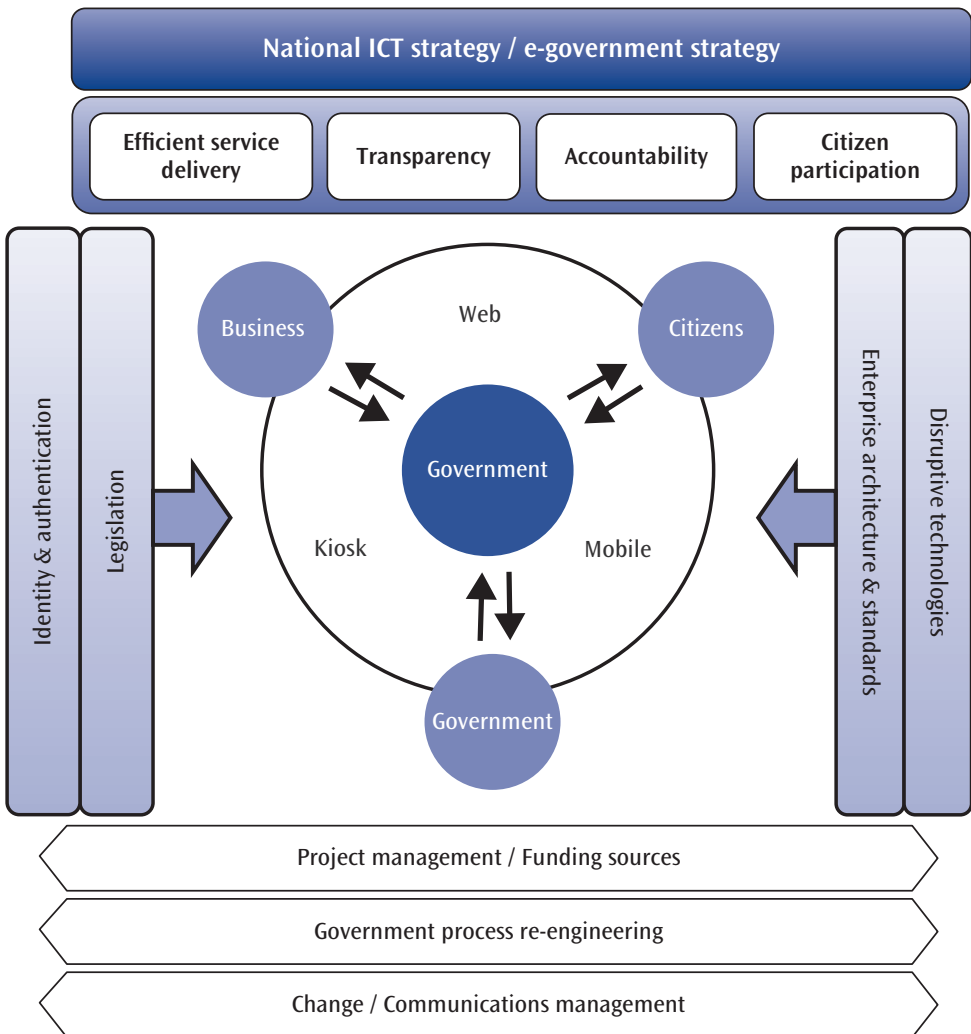 National ICT strategy / e-government strategy
Efficient service
delivery
Transparency
Accountability
Citizen
participation
Identity & authentication
Legislation
Business
Web
Citizens
Government
Kiosk
Mobile
Government
Enterprise architecture
& standards
Disruptive technologies
Project management / Funding sources
Government process re-engineering
Change / Communications management